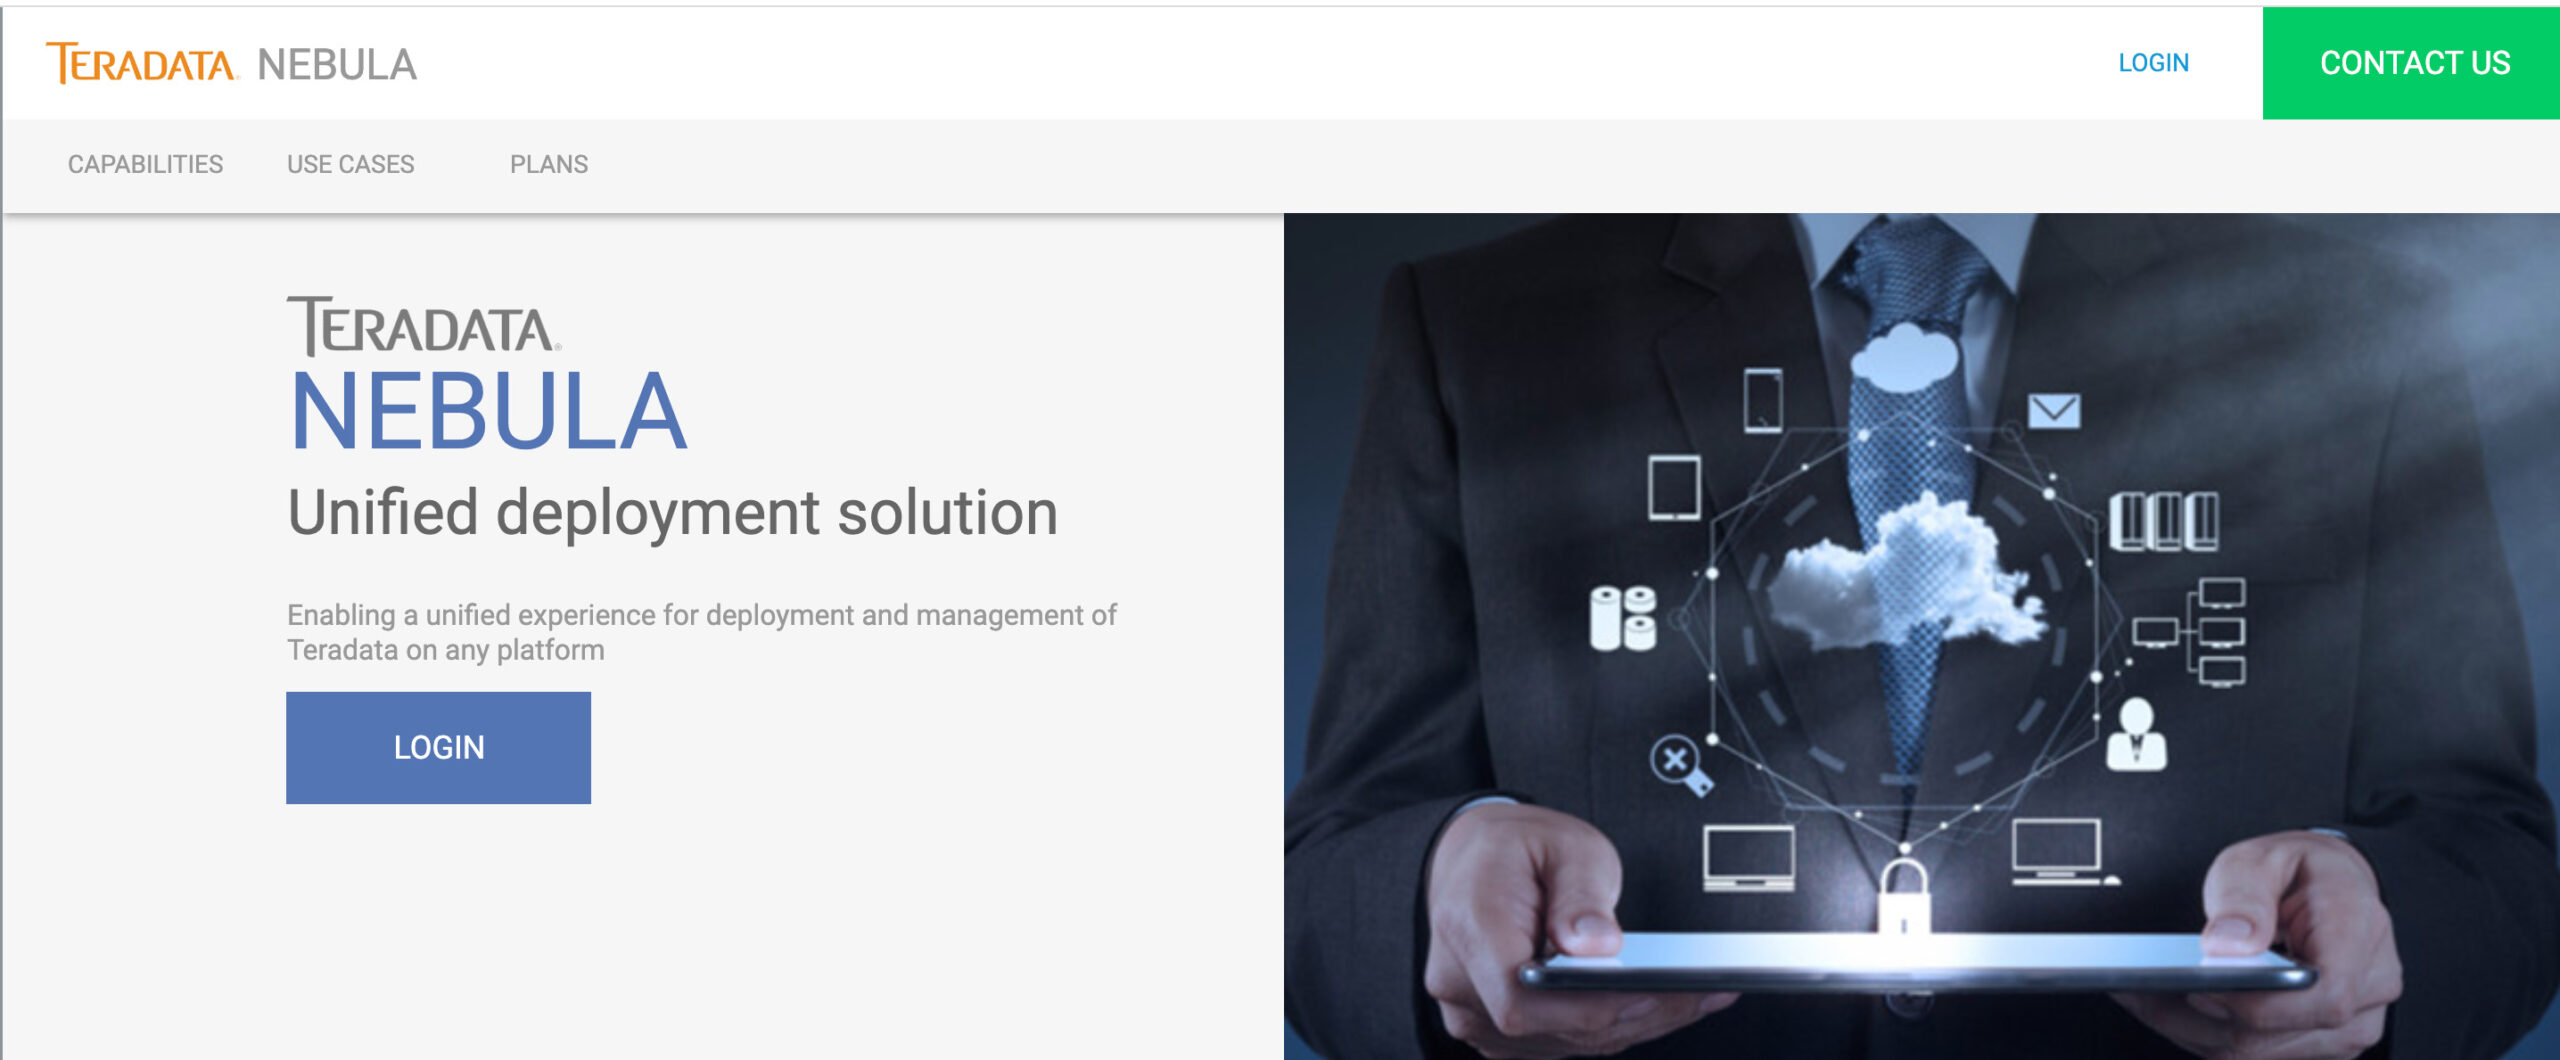 TERADATA® NEBULA
LOGIN
CONTACT US
CAPABILITIES
USE CASES
PLANS
TERADATA®
NEBULA
Unified deployment solution
Enabling a unified experience for deployment and management of
Teradata on any platform
LOGIN